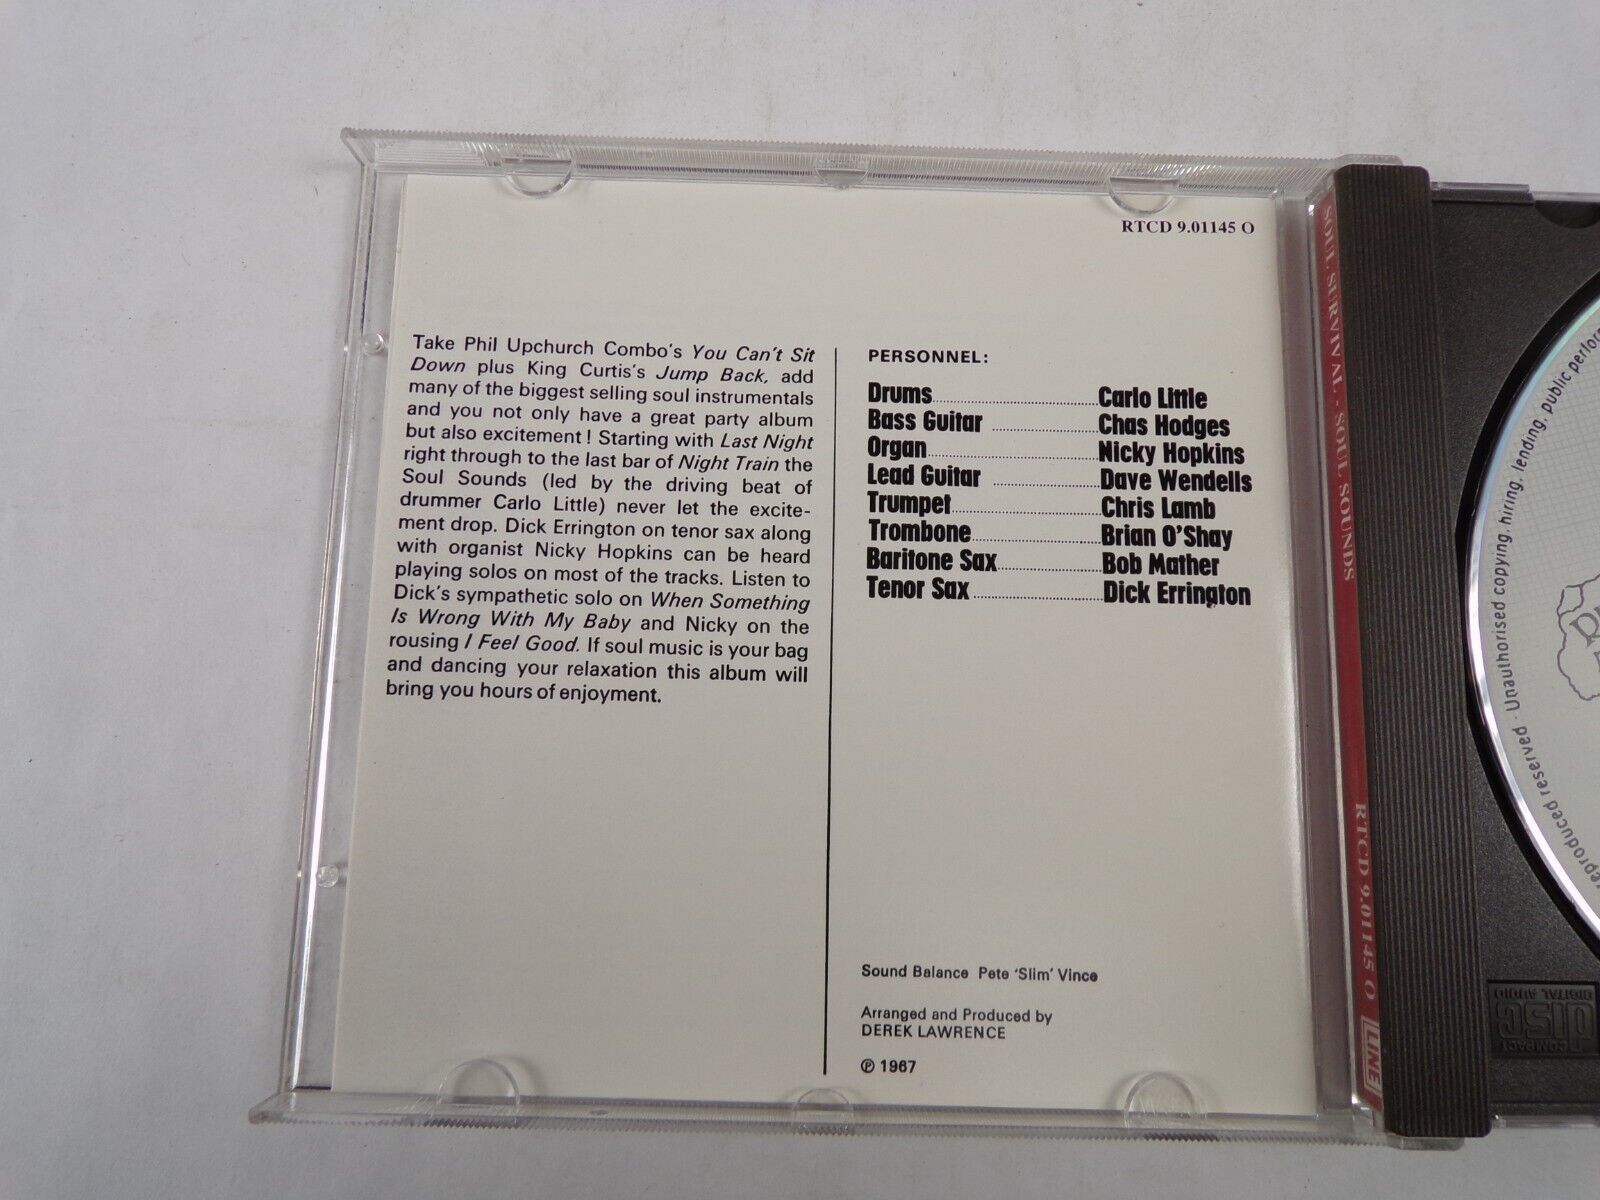 RTCD 9.01145 O
Take Phil Upchurch Combo's You Can't Sit
Down plus King Curtis's Jump Back, add
many of the biggest selling soul instrumentals
and you not only have a great party album
but also excitement! Starting with Last Night
right through to the last bar of Night Train the
Soul Sounds (led by the driving beat of
drummer Carlo Little) never let the excite-
ment drop. Dick Errington on tenor sax along
with organist Nicky Hopkins can be heard
playing solos on most of the tracks. Listen to
Dick's sympathetic solo on When Something
Is Wrong With My Baby and Nicky on the
rousing I Feel Good. If soul music is your bag
and dancing your relaxation this album will
bring you hours of enjoyment.
PERSONNEL:
Drums Carlo Little
Bass Guitar Chas Hodges
Organ Nicky Hopkins
Lead Guitar Dave Wendells
Trumpet Chris Lamb
Trombone Brian O'Shay
Baritone Sax Bob Mather
Tenor Sax Dick Errington
Sound Balance Pete 'Slim' Vince
Arranged and Produced by
DEREK LAWRENCE
℗ 1967
SOUL SERVIVAL · SOUL SOUNDS
RTCD 9.01145 O
LINE
reproduced reserved · Unauthorised copying, hiring, lending, public
COMPACT
DISC
DIGITAL AUDIO